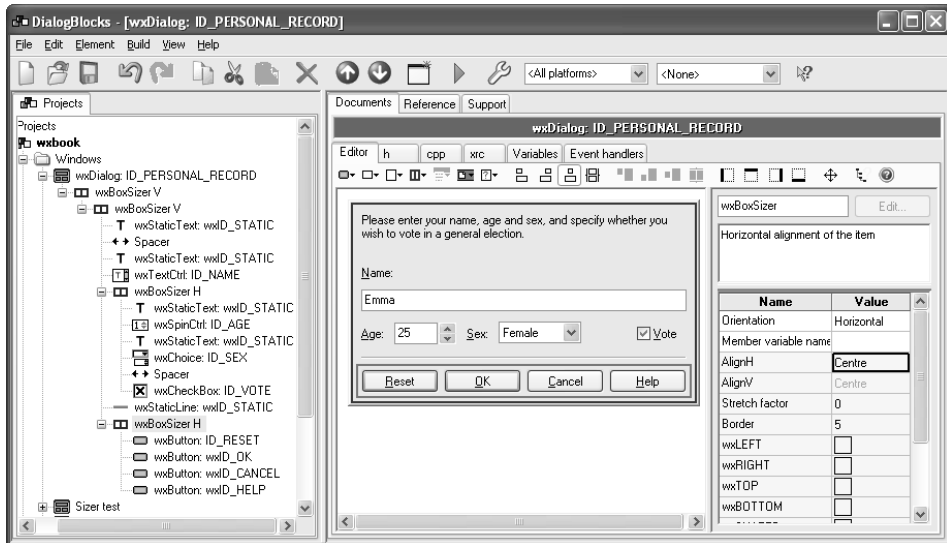 DialogBlocks - [wxDialog: ID_PERSONAL_RECORD]
File Edit Element Build View Help
<All platforms> <None>
Projects
Projects
wxbook
Windows
wxDialog: ID_PERSONAL_RECORD
wxBoxSizer V
wxBoxSizer V
wxStaticText: wxID_STATIC
Spacer
wxStaticText: wxID_STATIC
wxTextCtrl: ID_NAME
wxBoxSizer H
wxStaticText: wxID_STATIC
wxSpinCtrl: ID_AGE
wxStaticText: wxID_STATIC
wxChoice: ID_SEX
Spacer
wxCheckBox: ID_VOTE
wxStaticLine: wxID_STATIC
wxBoxSizer H
wxButton: ID_RESET
wxButton: wxID_OK
wxButton: wxID_CANCEL
wxButton: wxID_HELP
Sizer test
Documents Reference Support
wxDialog: ID_PERSONAL_RECORD
Editor h cpp xrc Variables Event handlers
Please enter your name, age and sex, and specify whether you
wish to vote in a general election.
Name:
Emma
Age: 25 Sex: Female Vote
Reset OK Cancel Help
wxBoxSizer Edit...
Horizontal alignment of the item
Name Value
Orientation Horizontal
Member variable name
AlignH Centre
AlignV Centre
Stretch factor 0
Border 5
wxLEFT
wxRIGHT
wxTOP
wxBOTTOM